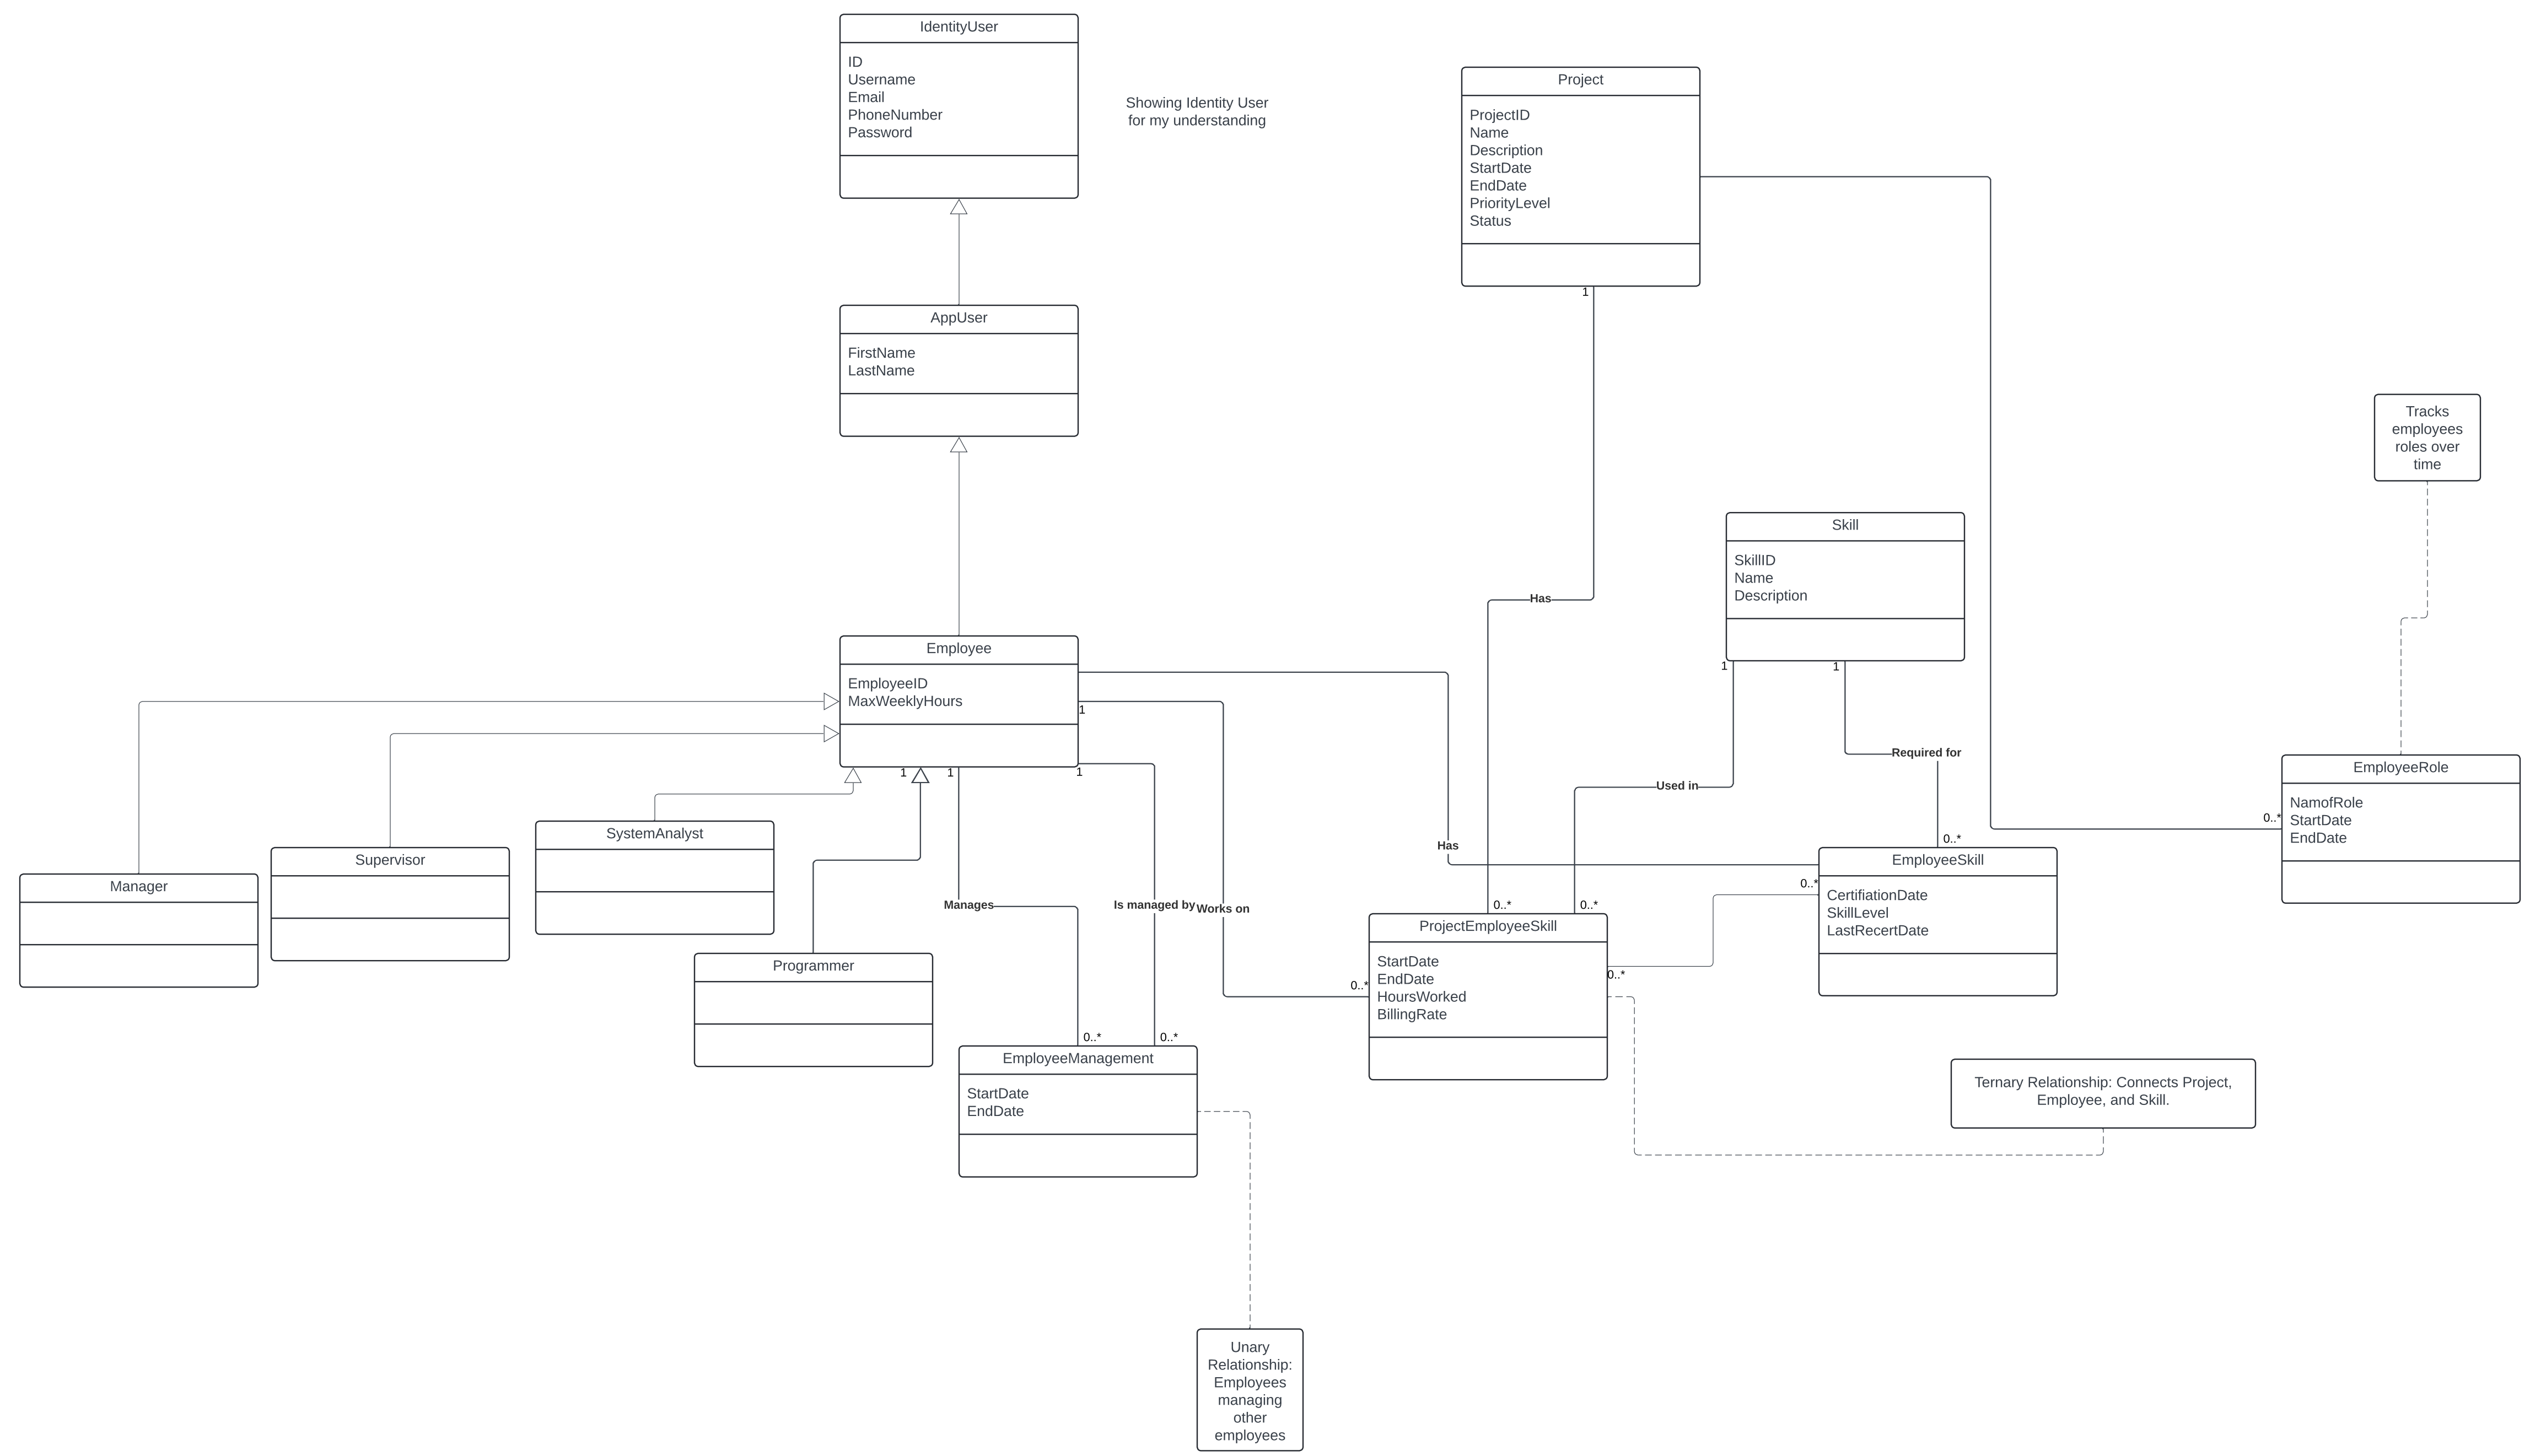 IdentityUser
ID
Username
Email
PhoneNumber
Password
Showing Identity User
for my understanding
Project
ProjectID
Name
Description
StartDate
EndDate
PriorityLevel
Status
1
AppUser
FirstName
LastName
Tracks
employees
roles over
time
Skill
SkillID
Name
Description
1
1
Has
Employee
EmployeeID
MaxWeeklyHours
1
1
1
1
Required for
Used in
EmployeeRole
NamofRole
StartDate
EndDate
0..*
Manager
Supervisor
SystemAnalyst
Programmer
Manages
Is managed by
Works on
Has
0..*
EmployeeSkill
CertifiationDate
SkillLevel
LastRecertDate
0..*
0..*
0..*
ProjectEmployeeSkill
StartDate
EndDate
HoursWorked
BillingRate
0..*
0..*
0..*
0..*
EmployeeManagement
StartDate
EndDate
Ternary Relationship: Connects Project,
Employee, and Skill.
Unary
Relationship:
Employees
managing
other
employees